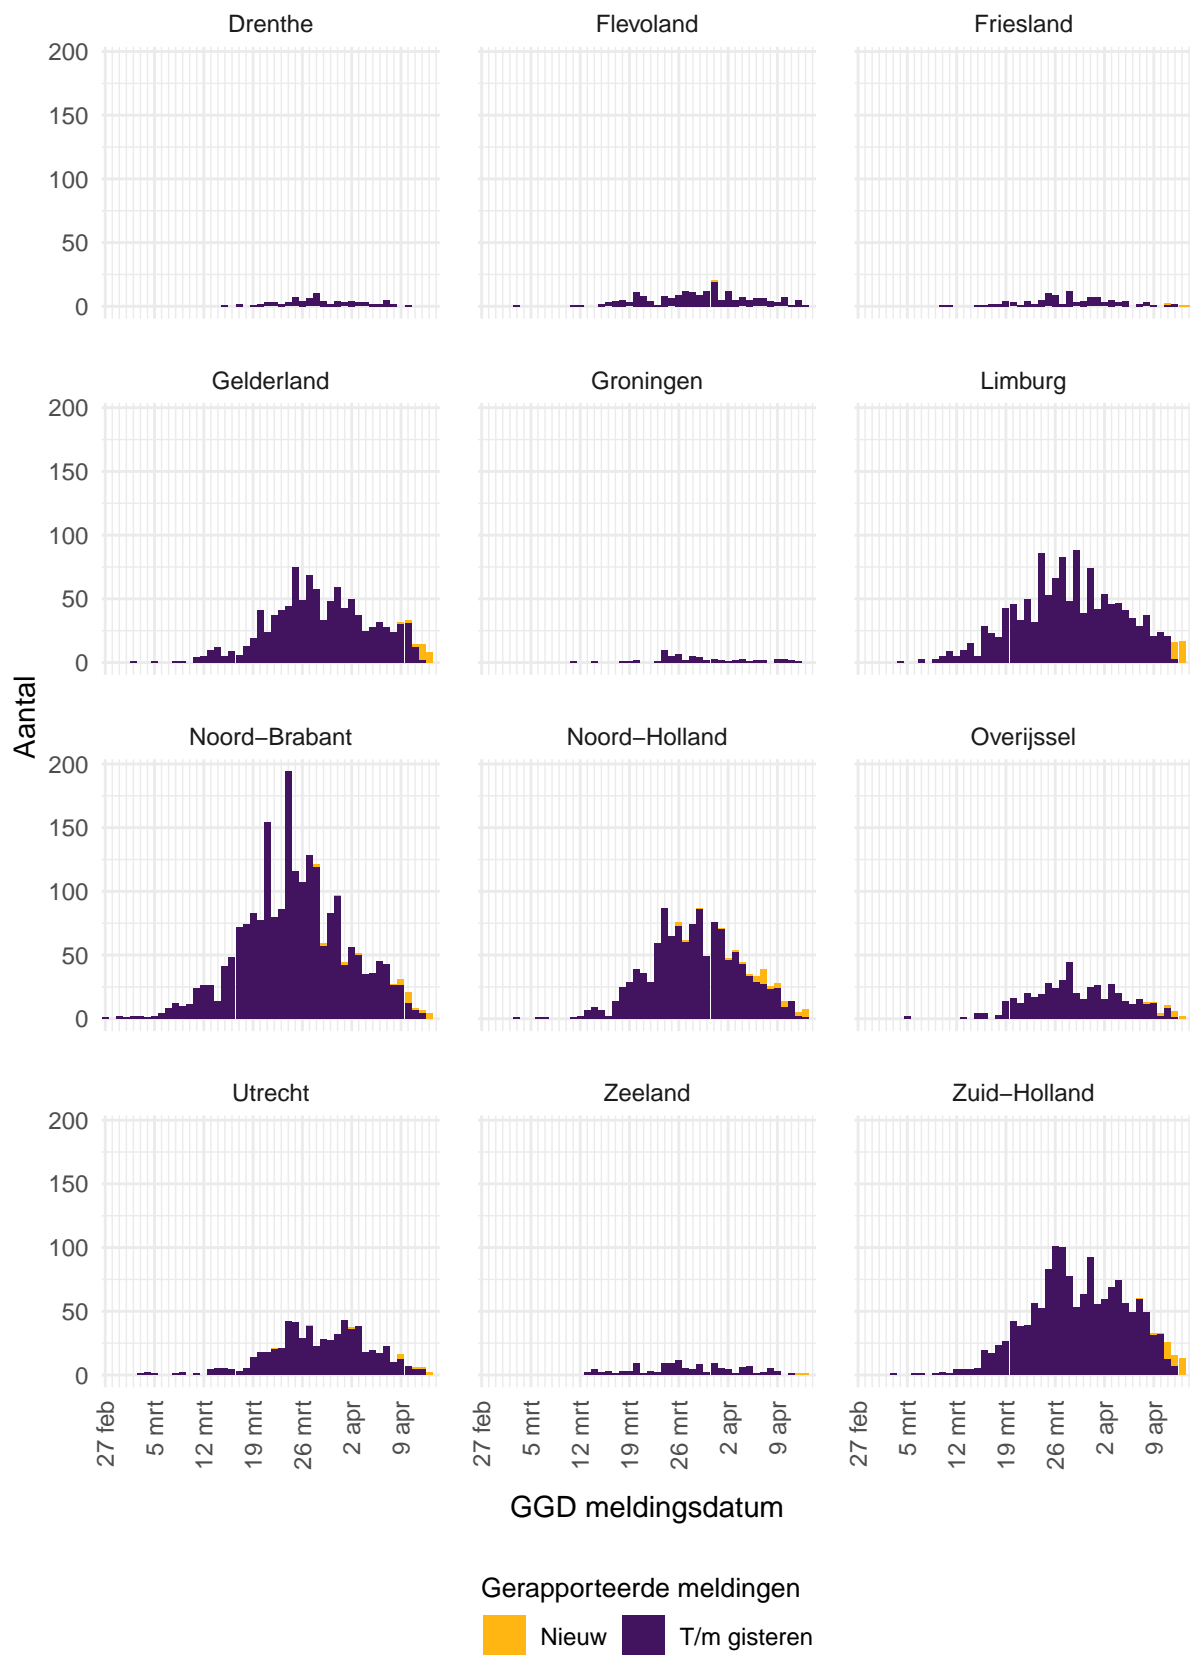 Drenthe Flevoland Friesland
200
150
100
50
0
Gelderland Groningen Limburg
200
150
100
50
0
Aantal
Noord−Brabant Noord−Holland Overijssel
200
150
100
50
0
Utrecht Zeeland Zuid−Holland
200
150
100
50
0
27 feb 5 mrt 12 mrt 19 mrt 26 mrt 2 apr 9 apr 27 feb 5 mrt 12 mrt 19 mrt 26 mrt 2 apr 9 apr 27 feb 5 mrt 12 mrt 19 mrt 26 mrt 2 apr 9 apr
GGD meldingsdatum
Gerapporteerde meldingen
Nieuw T/m gisteren